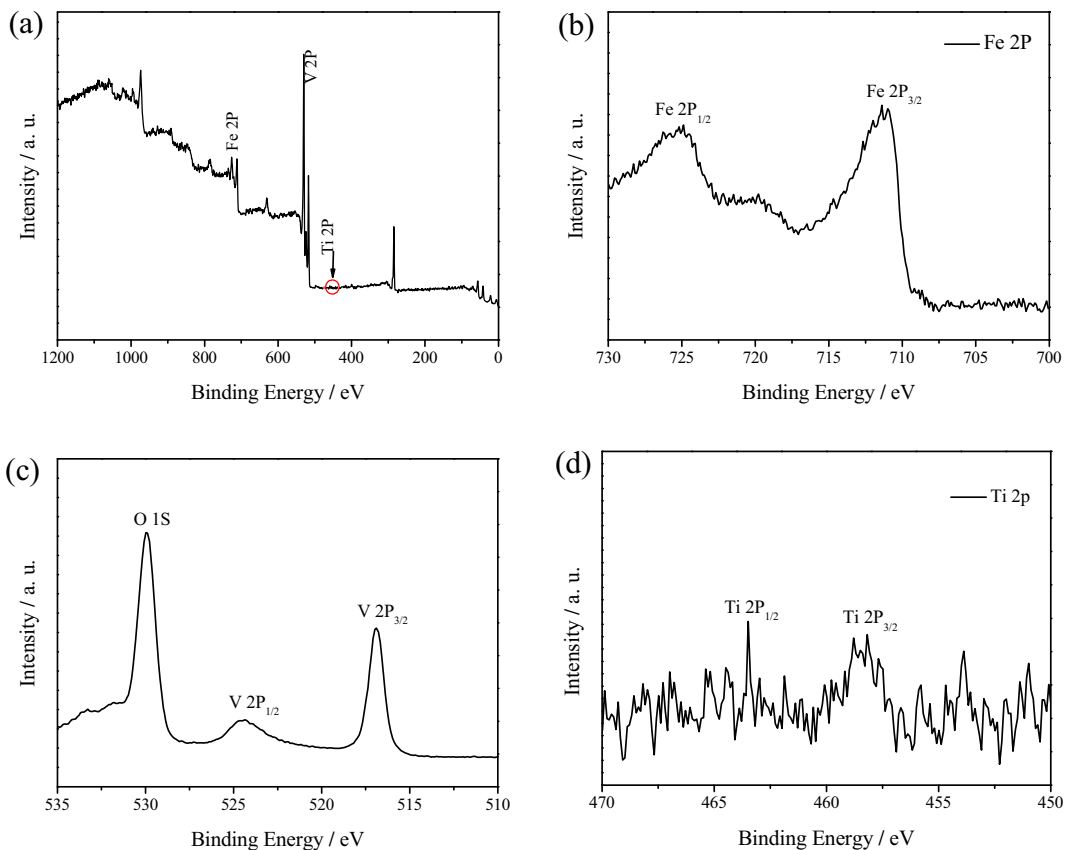 (a)
V 2P
Fe 2P
Ti 2P
Intensity / a. u.
1200 1000 800 600 400 200 0
Binding Energy / eV
(b)
Fe 2P
Fe 2P3/2
Fe 2P1/2
Intensity / a. u.
730 725 720 715 710 705 700
Binding Energy / eV
(c)
O 1S
V 2P3/2
V 2P1/2
Intensity / a. u.
535 530 525 520 515 510
Binding Energy / eV
(d)
Ti 2p
Ti 2P1/2
Ti 2P3/2
Intensity / a. u.
470 465 460 455 450
Binding Energy / eV